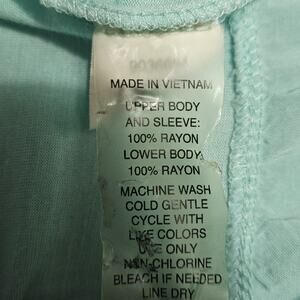 MADE IN VIETNAM
UPPER BODY
AND SLEEVE:
100% RAYON
LOWER BODY:
100% RAYON
MACHINE WASH
COLD GENTLE
CYCLE WITH
LIKE COLORS
USE ONLY
NON-CHLORINE
BLEACH IF NEEDED
LINE DRY